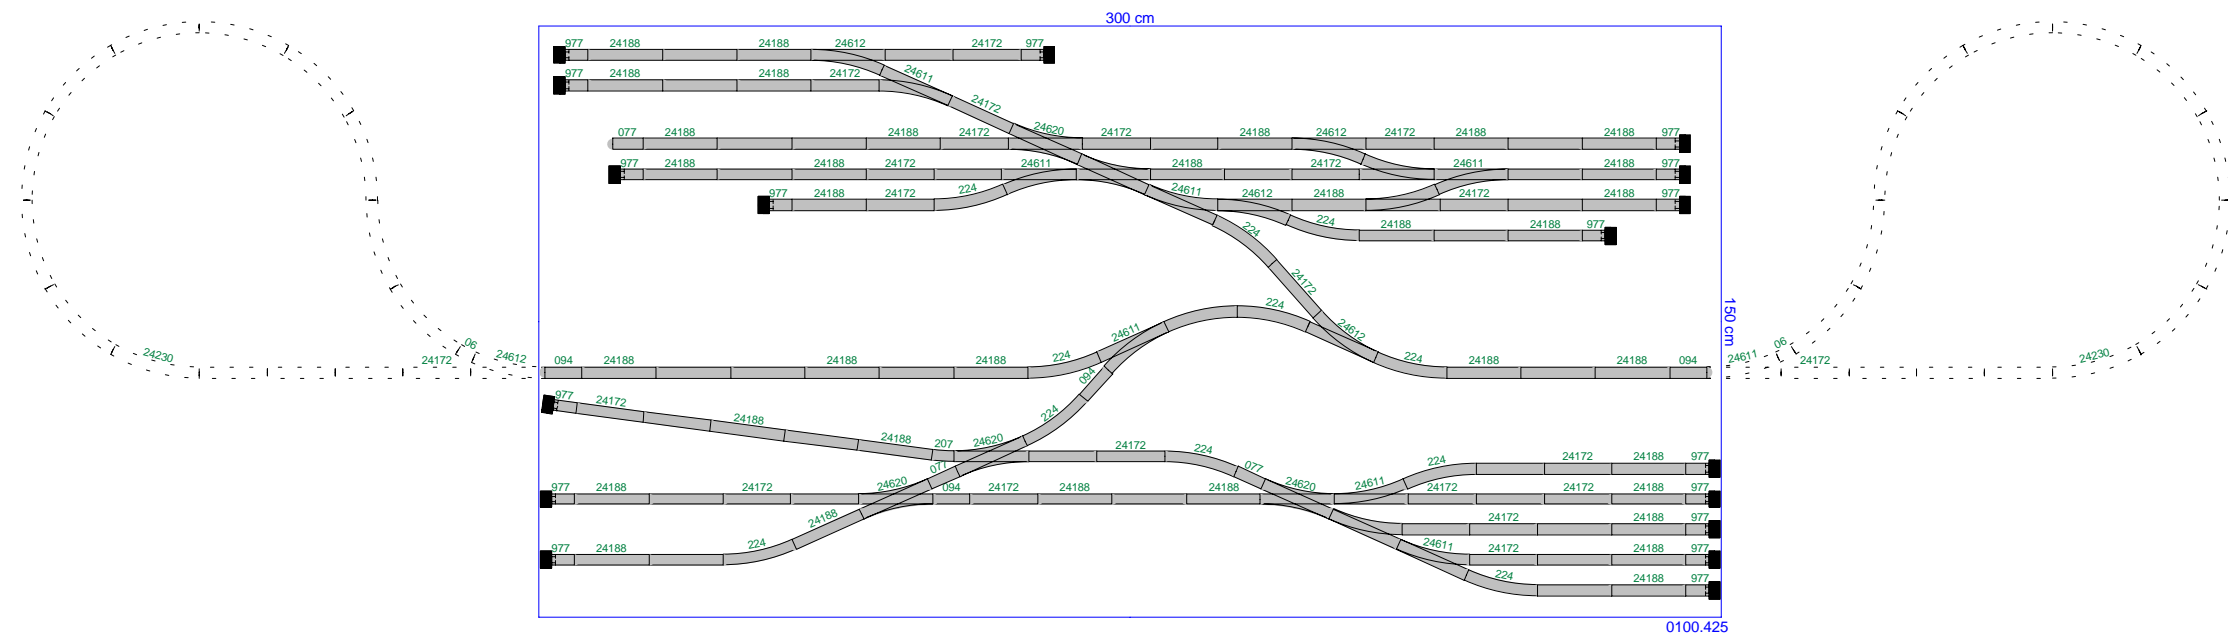 300 cm
977 24188 24188 24612 24172 977
977 24188 24188 24172 24611
24172
077 24188 24188 24172 24620 24172 24188 24612 24172 24188 24188 977
977 24188 24188 24172 24611 24188 24172 24611 24188 977
977 24188 24172 224 24611 24612 24188 24172 24188 977
224 224 24188 24188 977
24172
150 cm
224
24611 24612
24230 24172 06 24612 094 24188 24188 24188 224 224 24188 24188 094 24611 06 24172 24230
094
977 24172 24188 24188 207 24620 224
24172 224
077 077 224 24172 24188 977
977 24188 24172 24620 094 24172 24188 24188 24620 24611 24172 24172 24188 977
24188 24172 24188 977
977 24188 224 24611 24172 24188 977
224 24188 977
0100.425